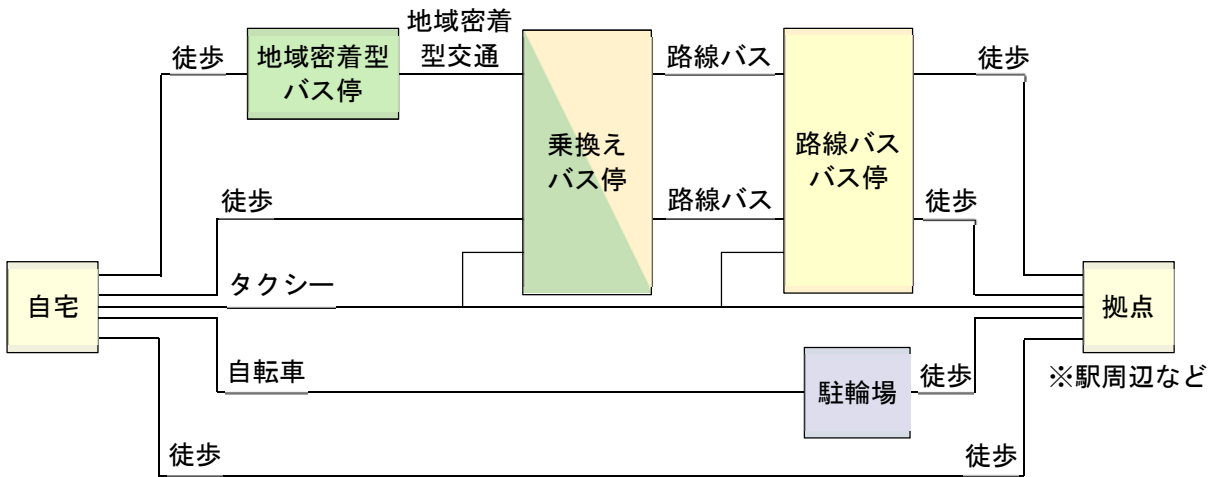 徒歩
地域密着型
バス停
地域密着
型交通
路線バス
徒歩
乗換え
バス停
路線バス
バス停
徒歩
路線バス
徒歩
タクシー
自宅
拠点
※駅周辺など
自転車
駐輪場
徒歩
徒歩
徒歩